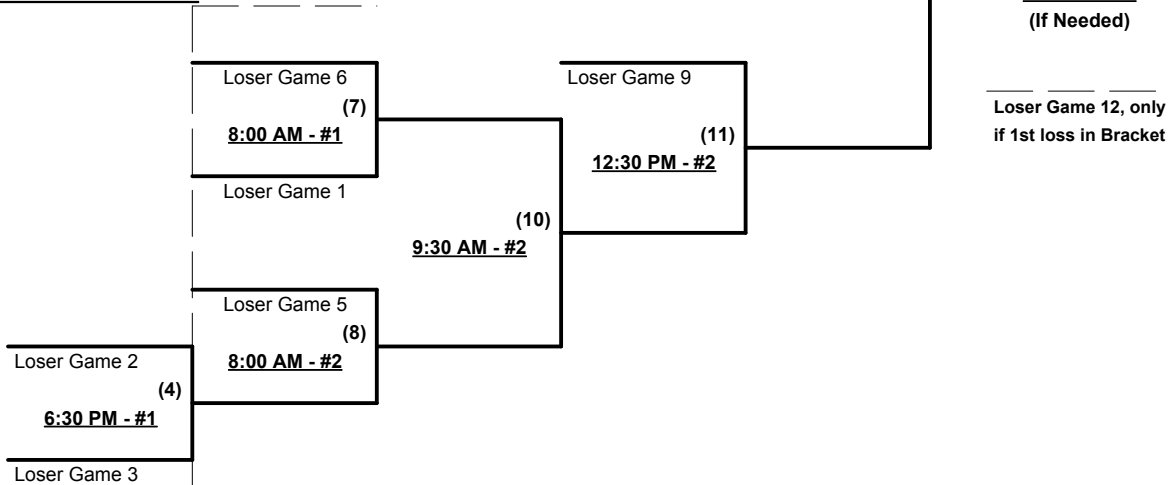 (If Needed)
Loser Game 6
Loser Game 9
(7)
Loser Game 12, only
8:00 AM - #1
(11)
if 1st loss in Bracket
12:30 PM - #2
Loser Game 1
(10)
9:30 AM - #2
Loser Game 5
(8)
Loser Game 2
8:00 AM - #2
(4)
6:30 PM - #1
Loser Game 3